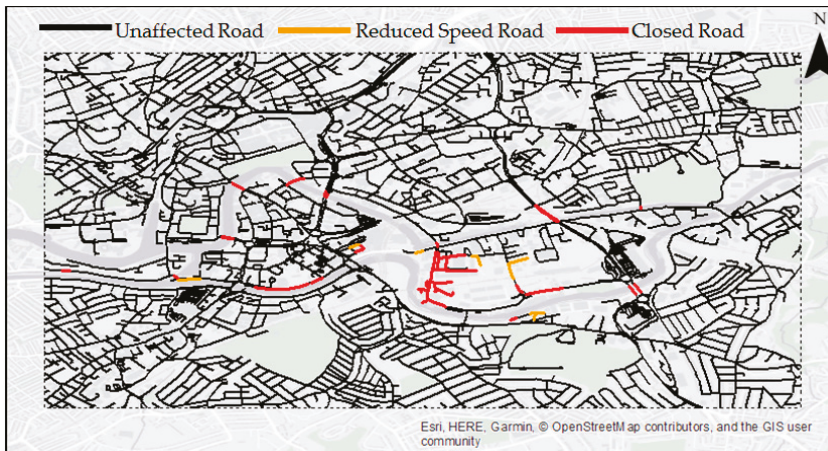 Unaffected Road Reduced Speed Road Closed Road
N
Esri, HERE, Garmin, © OpenStreetMap contributors, and the GIS user
community